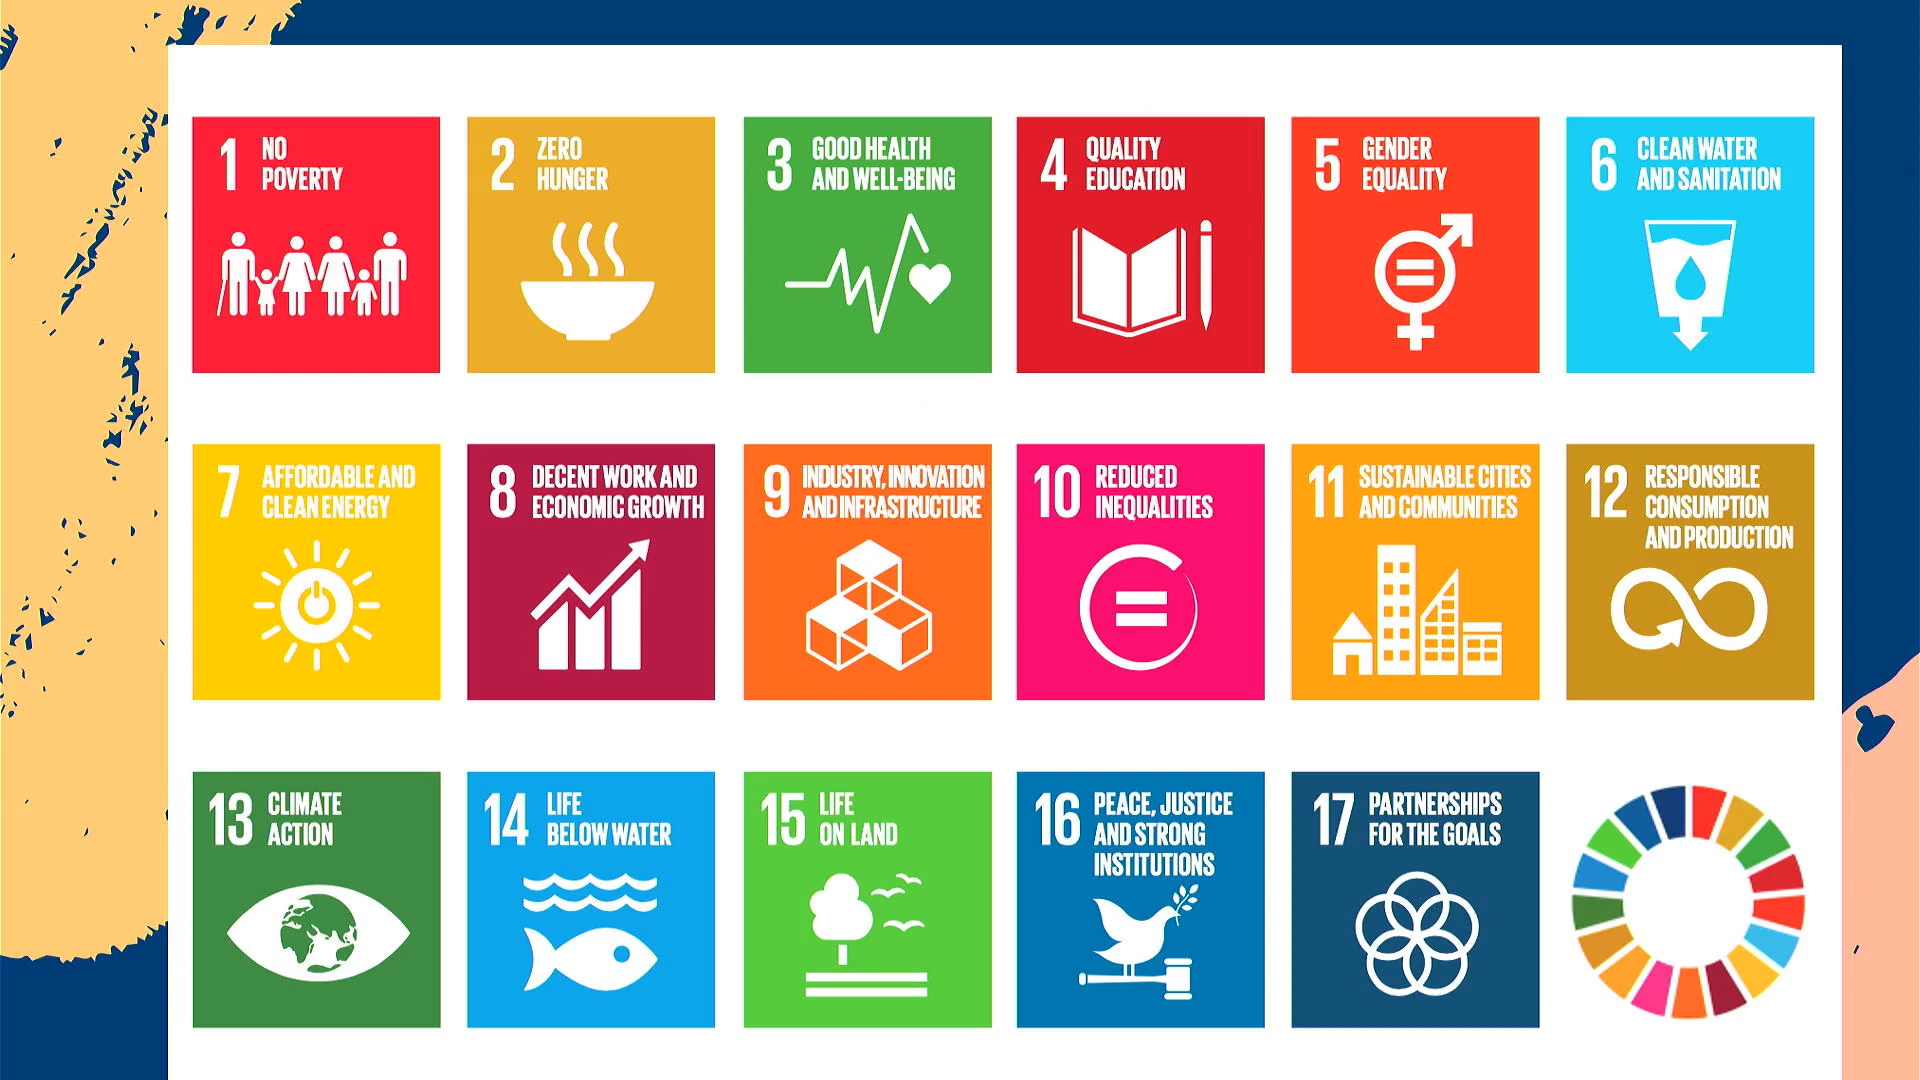 1 NO
POVERTY
2 ZERO
HUNGER
3 GOOD HEALTH
AND WELL-BEING
4 QUALITY
EDUCATION
5 GENDER
EQUALITY
6 CLEAN WATER
AND SANITATION
7 AFFORDABLE AND
CLEAN ENERGY
8 DECENT WORK AND
ECONOMIC GROWTH
9 INDUSTRY, INNOVATION
AND INFRASTRUCTURE
10 REDUCED
INEQUALITIES
11 SUSTAINABLE CITIES
AND COMMUNITIES
12 RESPONSIBLE
CONSUMPTION
AND PRODUCTION
13 CLIMATE
ACTION
14 LIFE
BELOW WATER
15 LIFE
ON LAND
16 PEACE, JUSTICE
AND STRONG
INSTITUTIONS
17 PARTNERSHIPS
FOR THE GOALS